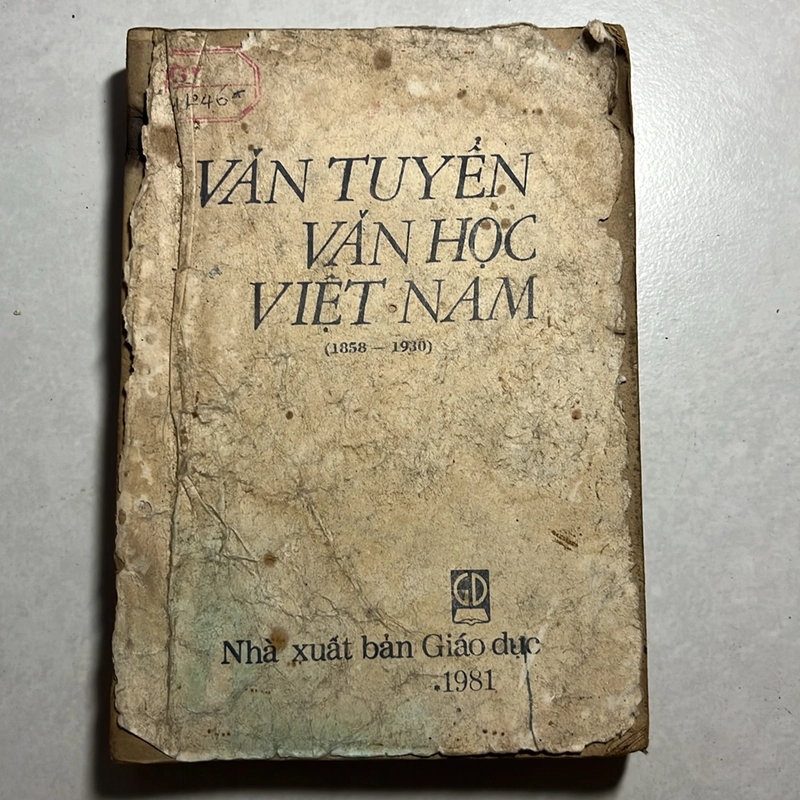 VĂN TUYỂN
VĂN HỌC
VIỆT NAM
(1858 - 1930)
GD
Nhà xuất bản Giáo dục
1981